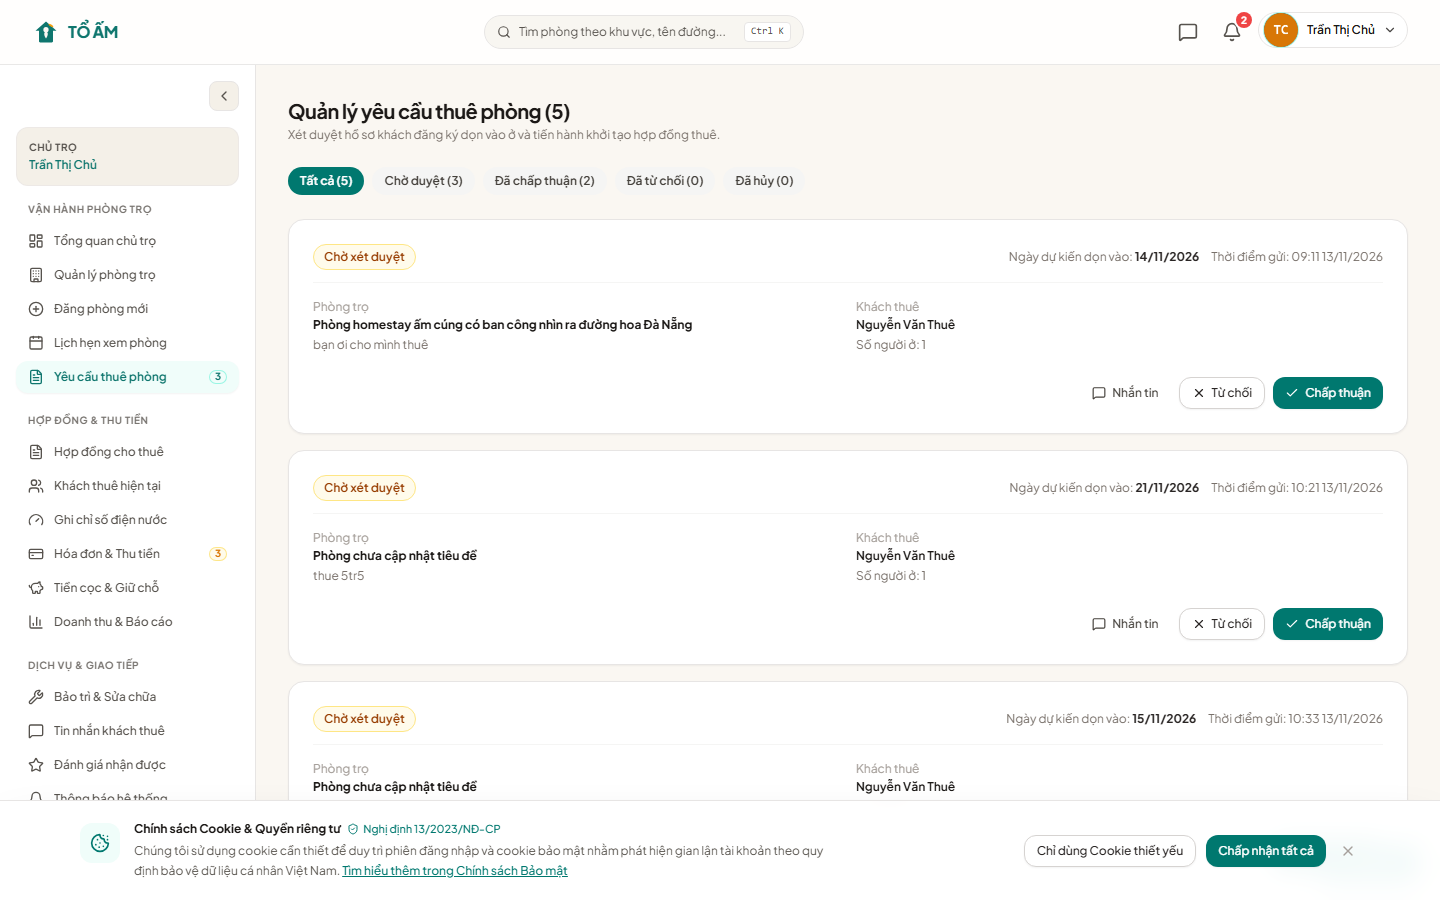 TỔ ẤM
Tìm phòng theo khu vực, tên đường...
Ctrl K
2
TC
Trần Thị Chủ
CHỦ TRỌ
Trần Thị Chủ
VẬN HÀNH PHÒNG TRỌ
Tổng quan chủ trọ
Quản lý phòng trọ
Đăng phòng mới
Lịch hẹn xem phòng
Yêu cầu thuê phòng 3
HỢP ĐỒNG & THU TIỀN
Hợp đồng cho thuê
Khách thuê hiện tại
Ghi chỉ số điện nước
Hóa đơn & Thu tiền 3
Tiền cọc & Giữ chỗ
Doanh thu & Báo cáo
DỊCH VỤ & GIAO TIẾP
Bảo trì & Sửa chữa
Tin nhắn khách thuê
Đánh giá nhận được
Thông báo hệ thống
Quản lý yêu cầu thuê phòng (5)
Xét duyệt hồ sơ khách đăng ký dọn vào ở và tiến hành khởi tạo hợp đồng thuê.
Tất cả (5) Chờ duyệt (3) Đã chấp thuận (2) Đã từ chối (0) Đã hủy (0)
Chờ xét duyệt
Ngày dự kiến dọn vào: 14/11/2026 Thời điểm gửi: 09:11 13/11/2026
Phòng trọ
Phòng homestay ấm cúng có ban công nhìn ra đường hoa Đà Nẵng
bạn ơi cho mình thuê
Khách thuê
Nguyễn Văn Thuê
Số người ở: 1
Nhắn tin Từ chối Chấp thuận
Chờ xét duyệt
Ngày dự kiến dọn vào: 21/11/2026 Thời điểm gửi: 10:21 13/11/2026
Phòng trọ
Phòng chưa cập nhật tiêu đề
thue 5tr5
Khách thuê
Nguyễn Văn Thuê
Số người ở: 1
Nhắn tin Từ chối Chấp thuận
Chờ xét duyệt
Ngày dự kiến dọn vào: 15/11/2026 Thời điểm gửi: 10:33 13/11/2026
Phòng trọ
Phòng chưa cập nhật tiêu đề
Khách thuê
Nguyễn Văn Thuê
Chính sách Cookie & Quyền riêng tư Nghị định 13/2023/NĐ-CP
Chúng tôi sử dụng cookie cần thiết để duy trì phiên đăng nhập và cookie bảo mật nhằm phát hiện gian lận tài khoản theo quy
định bảo vệ dữ liệu cá nhân Việt Nam. Tìm hiểu thêm trong Chính sách Bảo mật
Chỉ dùng Cookie thiết yếu Chấp nhận tất cả